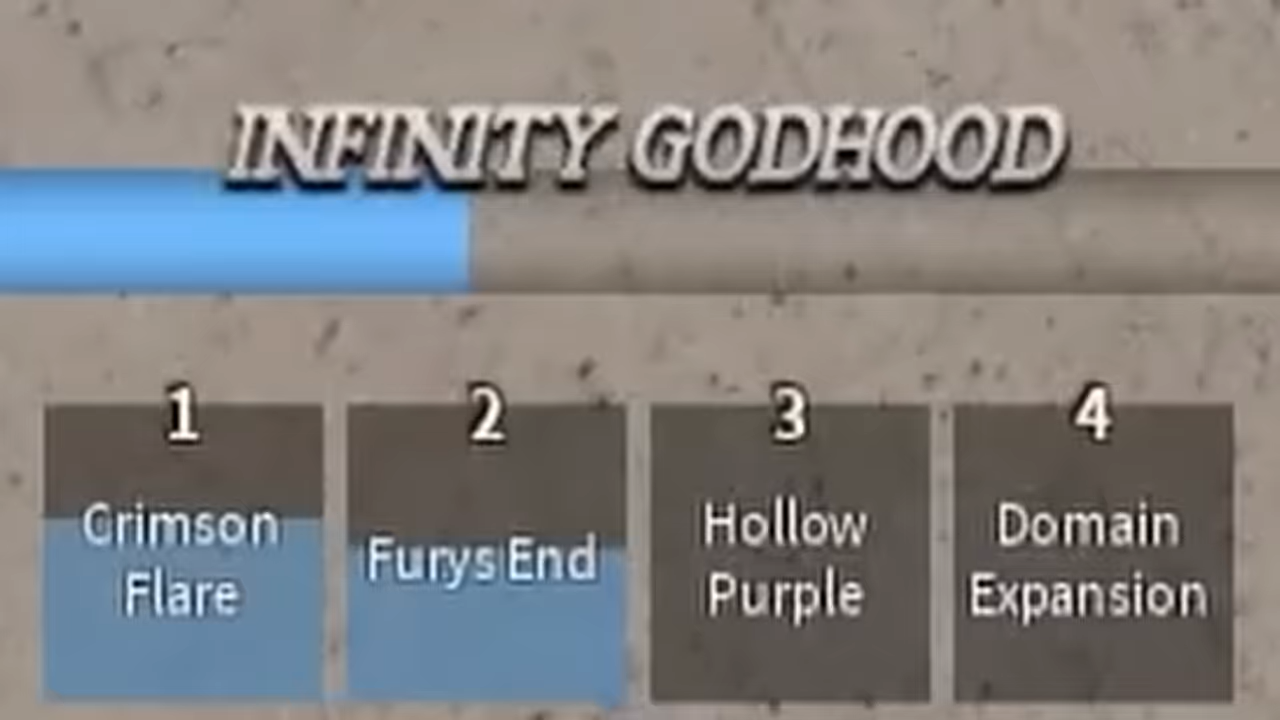 INFINITY GODHOOD
1
2
3
4
Crimson
Flare
Furys End
Hollow
Purple
Domain
Expansion